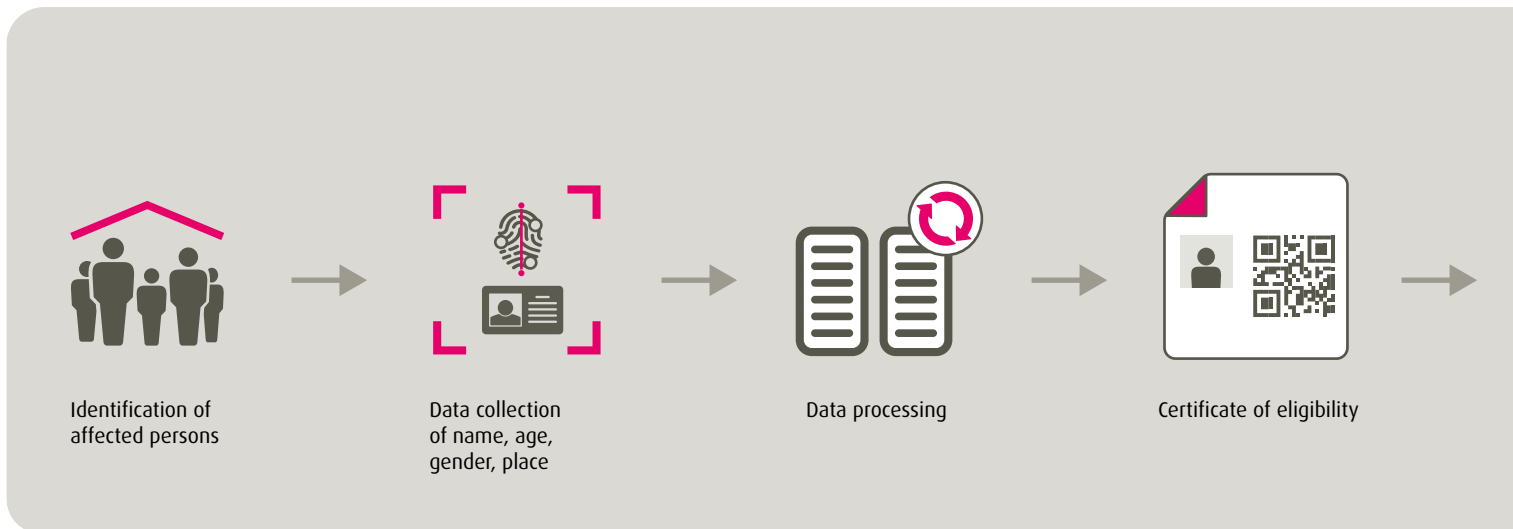 Identification of
affected persons
Data collection
of name, age,
gender, place
Data processing
Certificate of eligibility